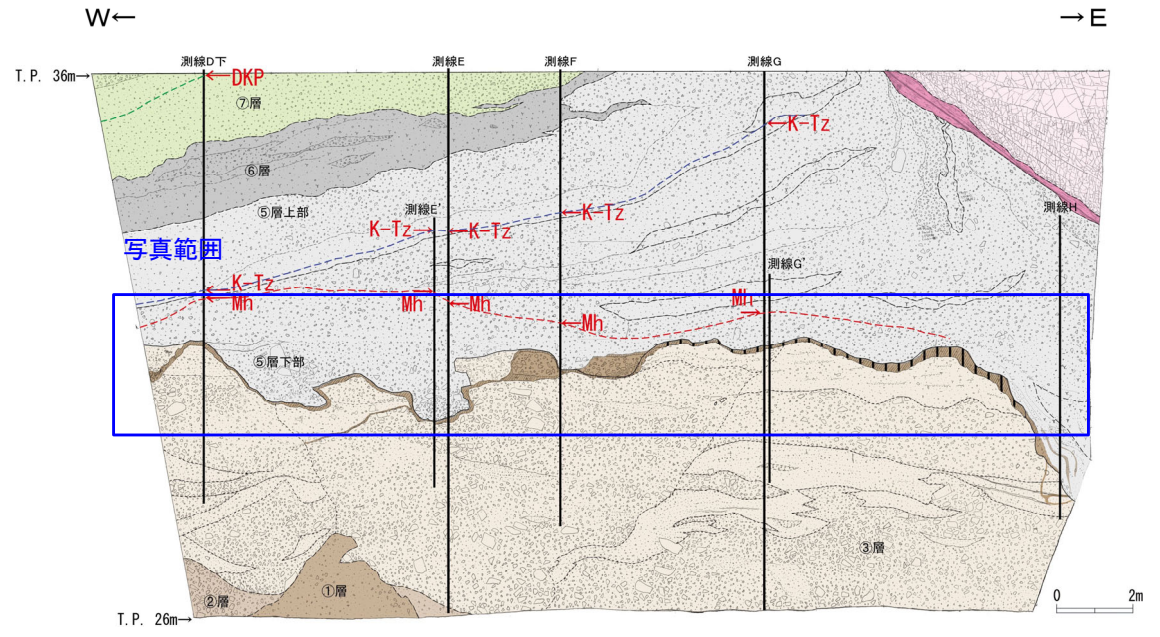 W←
→E
測線D下
測線E
測線F
測線G
T.P. 36m→
←DKP
⑦層
←K-Tz
⑥層
⑤層上部
測線E'
測線H
←K-Tz
K-Tz→
←K-Tz
写真範囲
測線G'
K-Tz
←Mh
Mh
←Mh
Mh→
←Mh
⑤層下部
③層
①層
②層
0 2m
T.P. 26m→